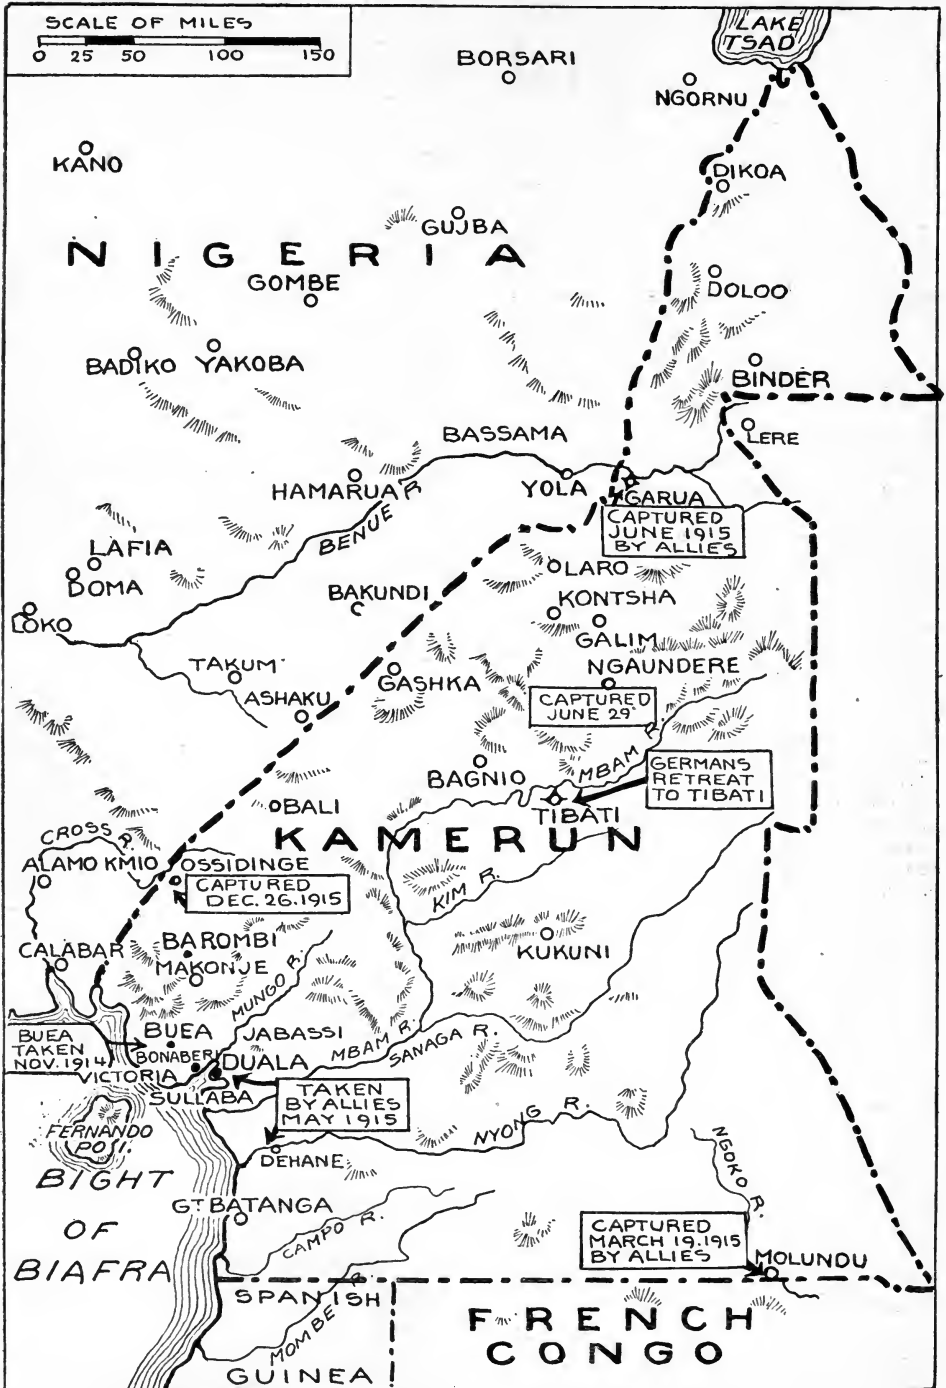 SCALE OF MILES
0 25 50 100 150
LAKE
TSAD
BORSARI
NGORNU
KANO
DIKOA
GUJBA
NIGERIA
GOMBE
DOLOO
BADIKO
YAKOBA
BINDER
LERE
BASSAMA
HAMARUA
YOLA
GARUA
BENUE R.
CAPTURED
JUNE 1915
BY ALLIES
LAFIA
DOMA
LARO
LOKO
BAKUNDI
KONTSHA
GALIM
TAKUM
GASHKA
NGAUNDERE
ASHAKU
CAPTURED
JUNE 29
MBAM R.
BAGNIO
GERMANS
RETREAT
TO TIBATI
BALI
TIBATI
KAMERUN
CROSS R.
ALAMO KMIO
OSSIDINGE
CAPTURED
DEC. 26. 1915
KIM R.
CALABAR
BAROMBI
MAKONJE
KUKUNI
MUNGO R.
BUEA
TAKEN
NOV. 1914
BUEA
JABASSI
MBAM R.
SANAGA R.
BONABERI
DUALA
VICTORIA
SULLABA
TAKEN
BY ALLIES
MAY 1915
FERNANDO
PO I.
NYONG R.
NGOKO R.
DEHANE
BIGHT
OF
BIAFRA
GT. BATANGA
CAMPO R.
CAPTURED
MARCH 19. 1915
BY ALLIES
MOLUNDU
SPANISH
GUINEA
MOMBE R.
FRENCH
CONGO